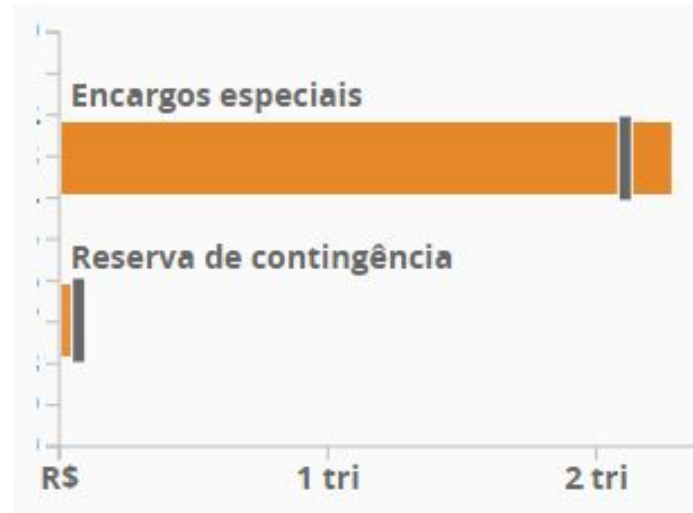 Encargos especiais
Reserva de contingência
R$ 1 tri 2 tri